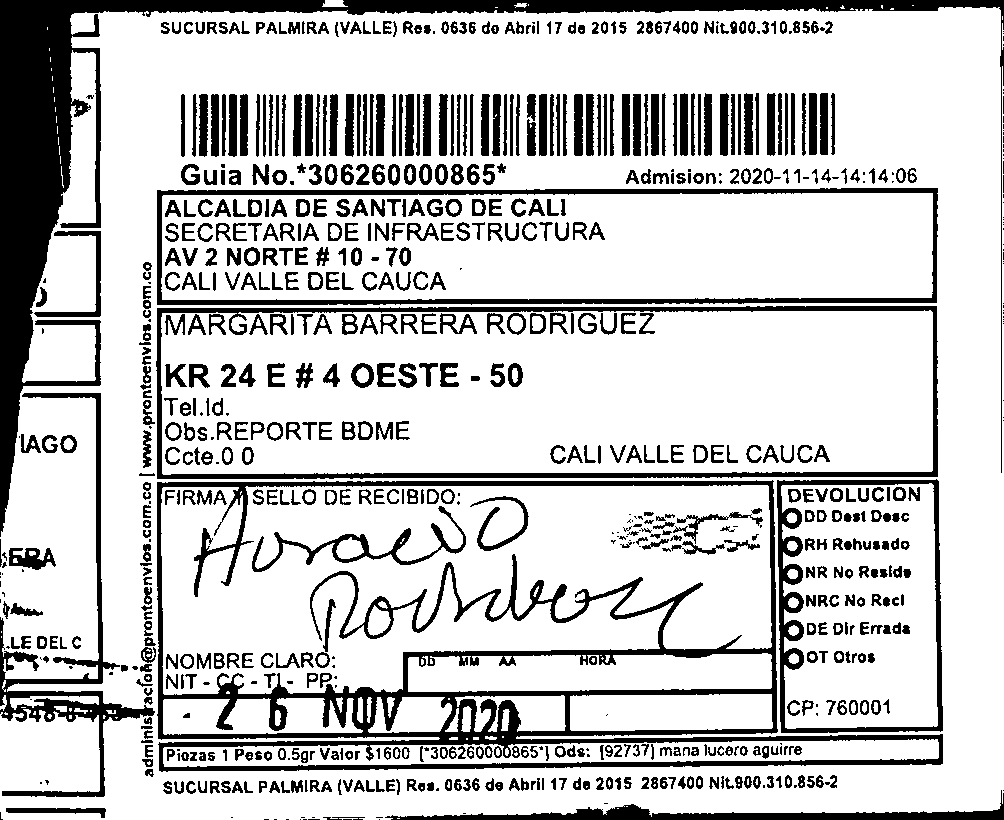 SUCURSAL PALMIRA (VALLE) Res. 0636 do Abril 17 de 2015 2867400 Nit.900.310.856-2
Guia No.*306260000865*
Admision: 2020-11-14-14:14:06
ALCALDIA DE SANTIAGO DE CALI
SECRETARIA DE INFRAESTRUCTURA
AV 2 NORTE # 10 - 70
CALI VALLE DEL CAUCA
MARGARITA BARRERA RODRIGUEZ
KR 24 E # 4 OESTE - 50
Tel.Id.
Obs.REPORTE BDME
Ccte.0 0
CALI VALLE DEL CAUCA
administracion@prontoenvios.com.co | www.prontoenvios.com.co
IAGO
ERA
LE DEL C
FIRMA Y SELLO DE RECIBIDO:
NOMBRE CLARO:
NIT - CC - TI - PP:
DD MM AA HORA
26 NOV 2020
DEVOLUCION
DD Dest Desc
RH Rehusado
NR No Reside
NRC No Recl
DE Dir Errada
OT Otros
CP: 760001
Piezas 1 Peso 0.5gr Valor $1600 [*306260000865*] Ods: [92737] mana lucero aguirre
SUCURSAL PALMIRA (VALLE) Res. 0636 de Abril 17 de 2015 2867400 Nit.900.310.856-2